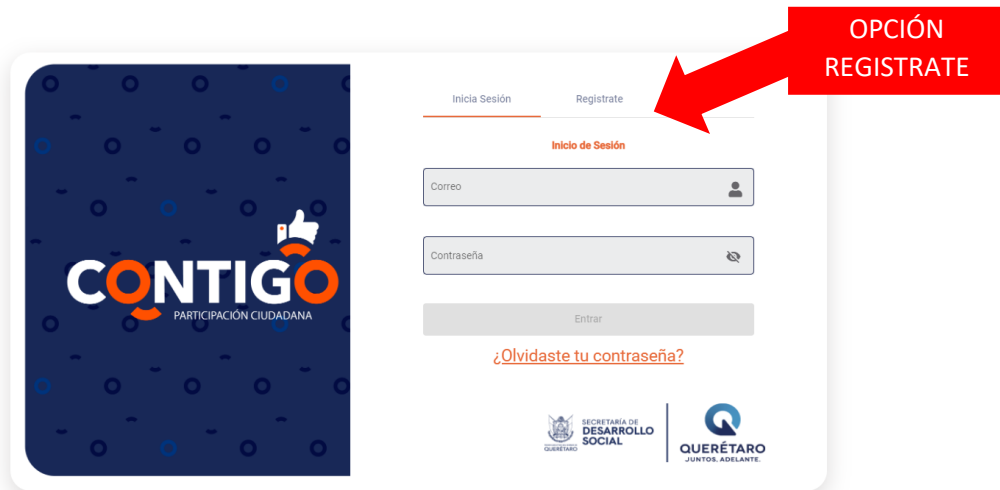 OPCIÓN
REGISTRATE
Inicia Sesión
Registrate
Inicio de Sesión
Correo
Contraseña
Entrar
¿Olvidaste tu contraseña?
CONTIGO
PARTICIPACIÓN CIUDADANA
QUERÉTARO
SECRETARÍA DE
DESARROLLO
SOCIAL
QUERÉTARO
JUNTOS. ADELANTE.